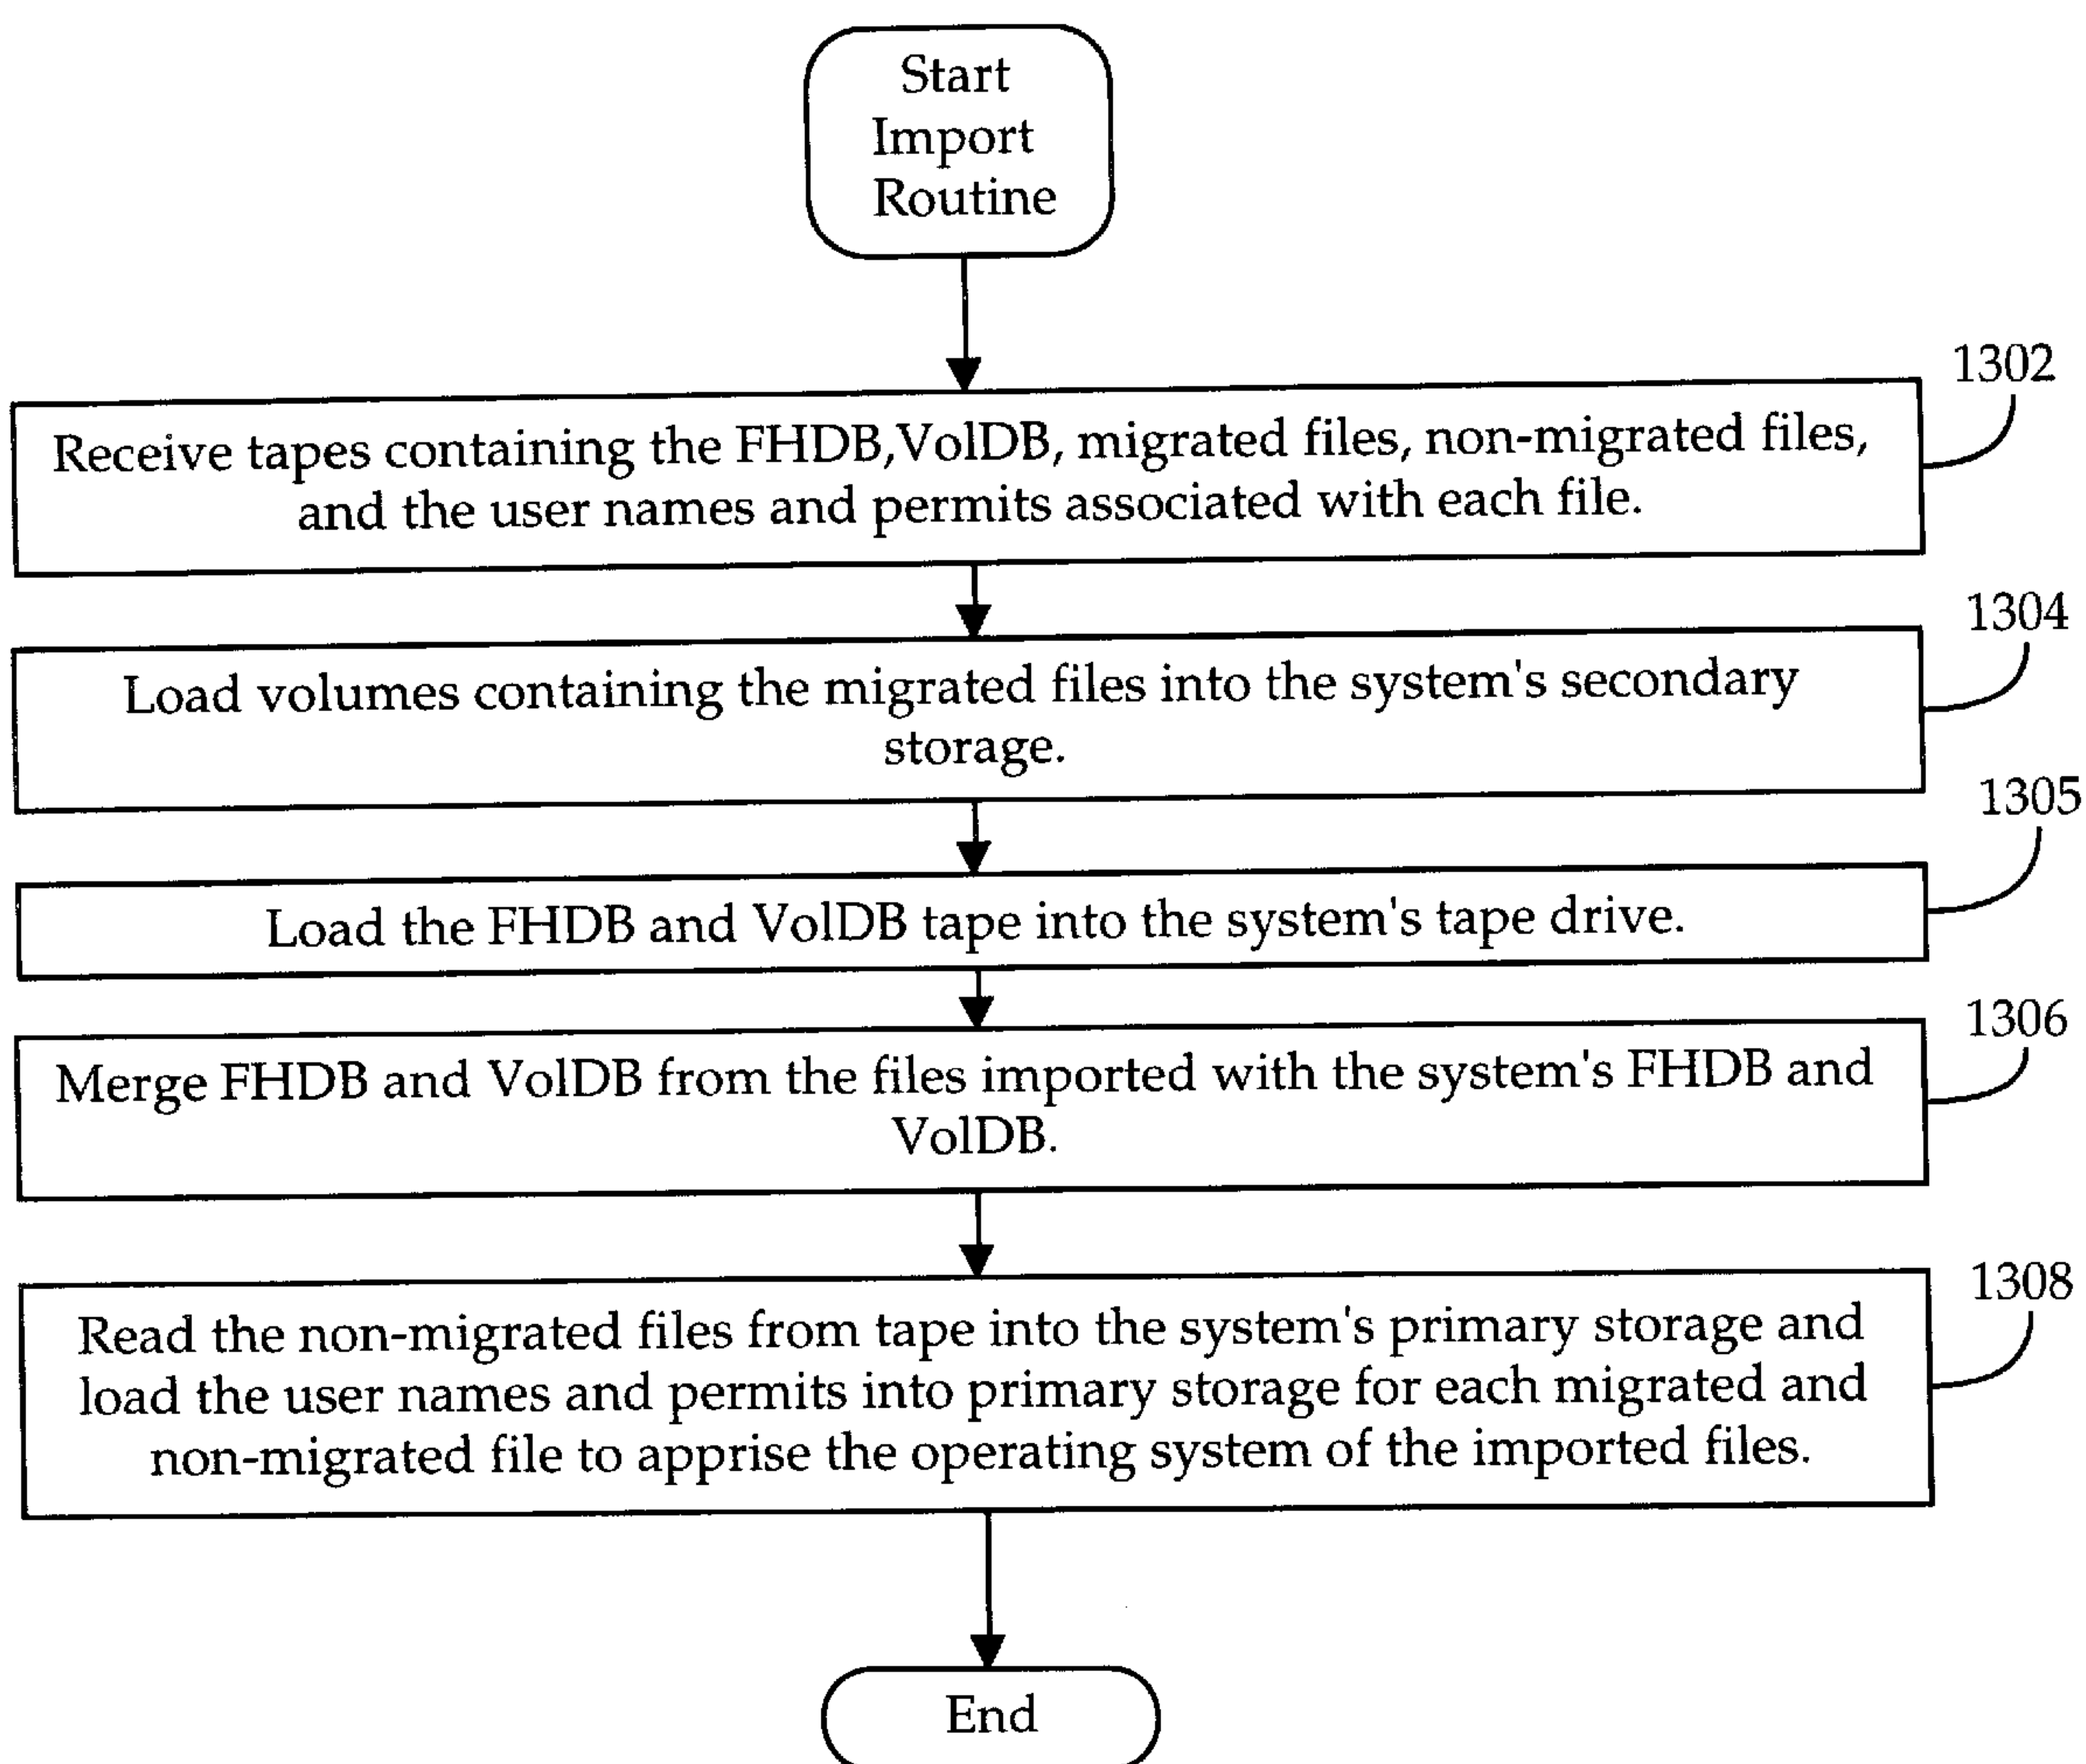 Start
Import
Routine
1302
Receive tapes containing the FHDB,VolDB, migrated files, non-migrated files,
and the user names and permits associated with each file.
1304
Load volumes containing the migrated files into the system's secondary
storage.
1305
Load the FHDB and VolDB tape into the system's tape drive.
1306
Merge FHDB and VolDB from the files imported with the system's FHDB and
VolDB.
1308
Read the non-migrated files from tape into the system's primary storage and
load the user names and permits into primary storage for each migrated and
non-migrated file to apprise the operating system of the imported files.
End